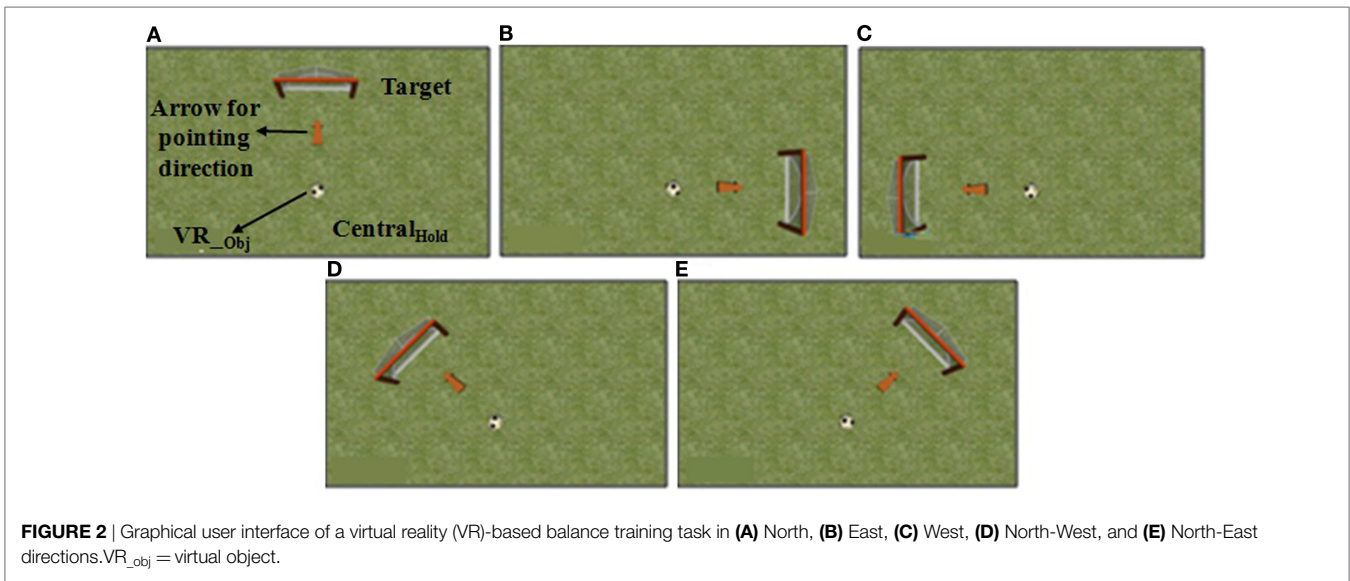 A
B
C
Target
Arrow for
pointing
direction
VR_Obj
CentralHold
D
E
FIGURE 2 | Graphical user interface of a virtual reality (VR)-based balance training task in (A) North, (B) East, (C) West, (D) North-West, and (E) North-East
directions.VR_obj = virtual object.